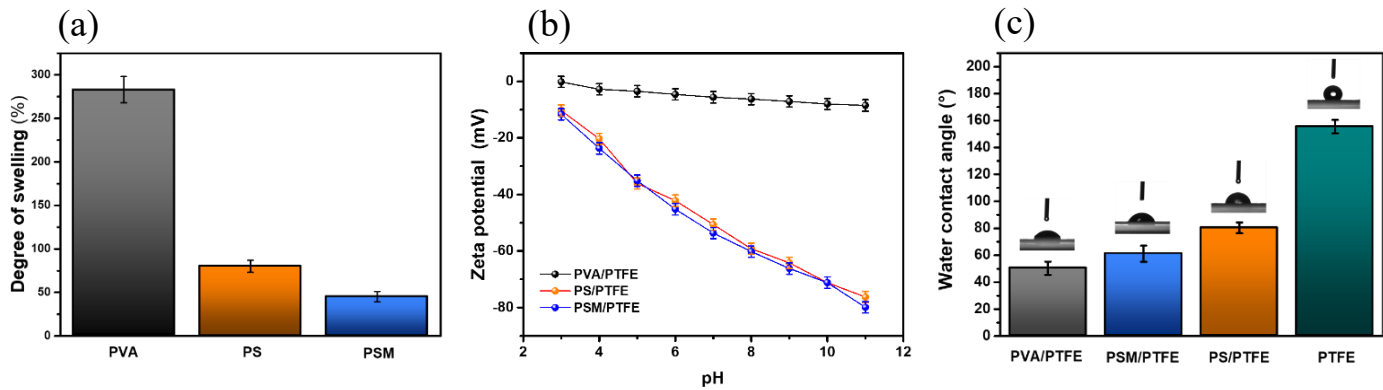 (a)
(b)
(c)
Degree of swelling (%)
300
250
200
150
100
50
0
PVA
PS
PSM
Zeta potential (mV)
0
-20
-40
-60
-80
PVA/PTFE
PS/PTFE
PSM/PTFE
2
4
6
8
10
12
pH
Water contact angle (°)
200
180
160
140
120
100
80
60
40
20
0
PVA/PTFE
PSM/PTFE
PS/PTFE
PTFE